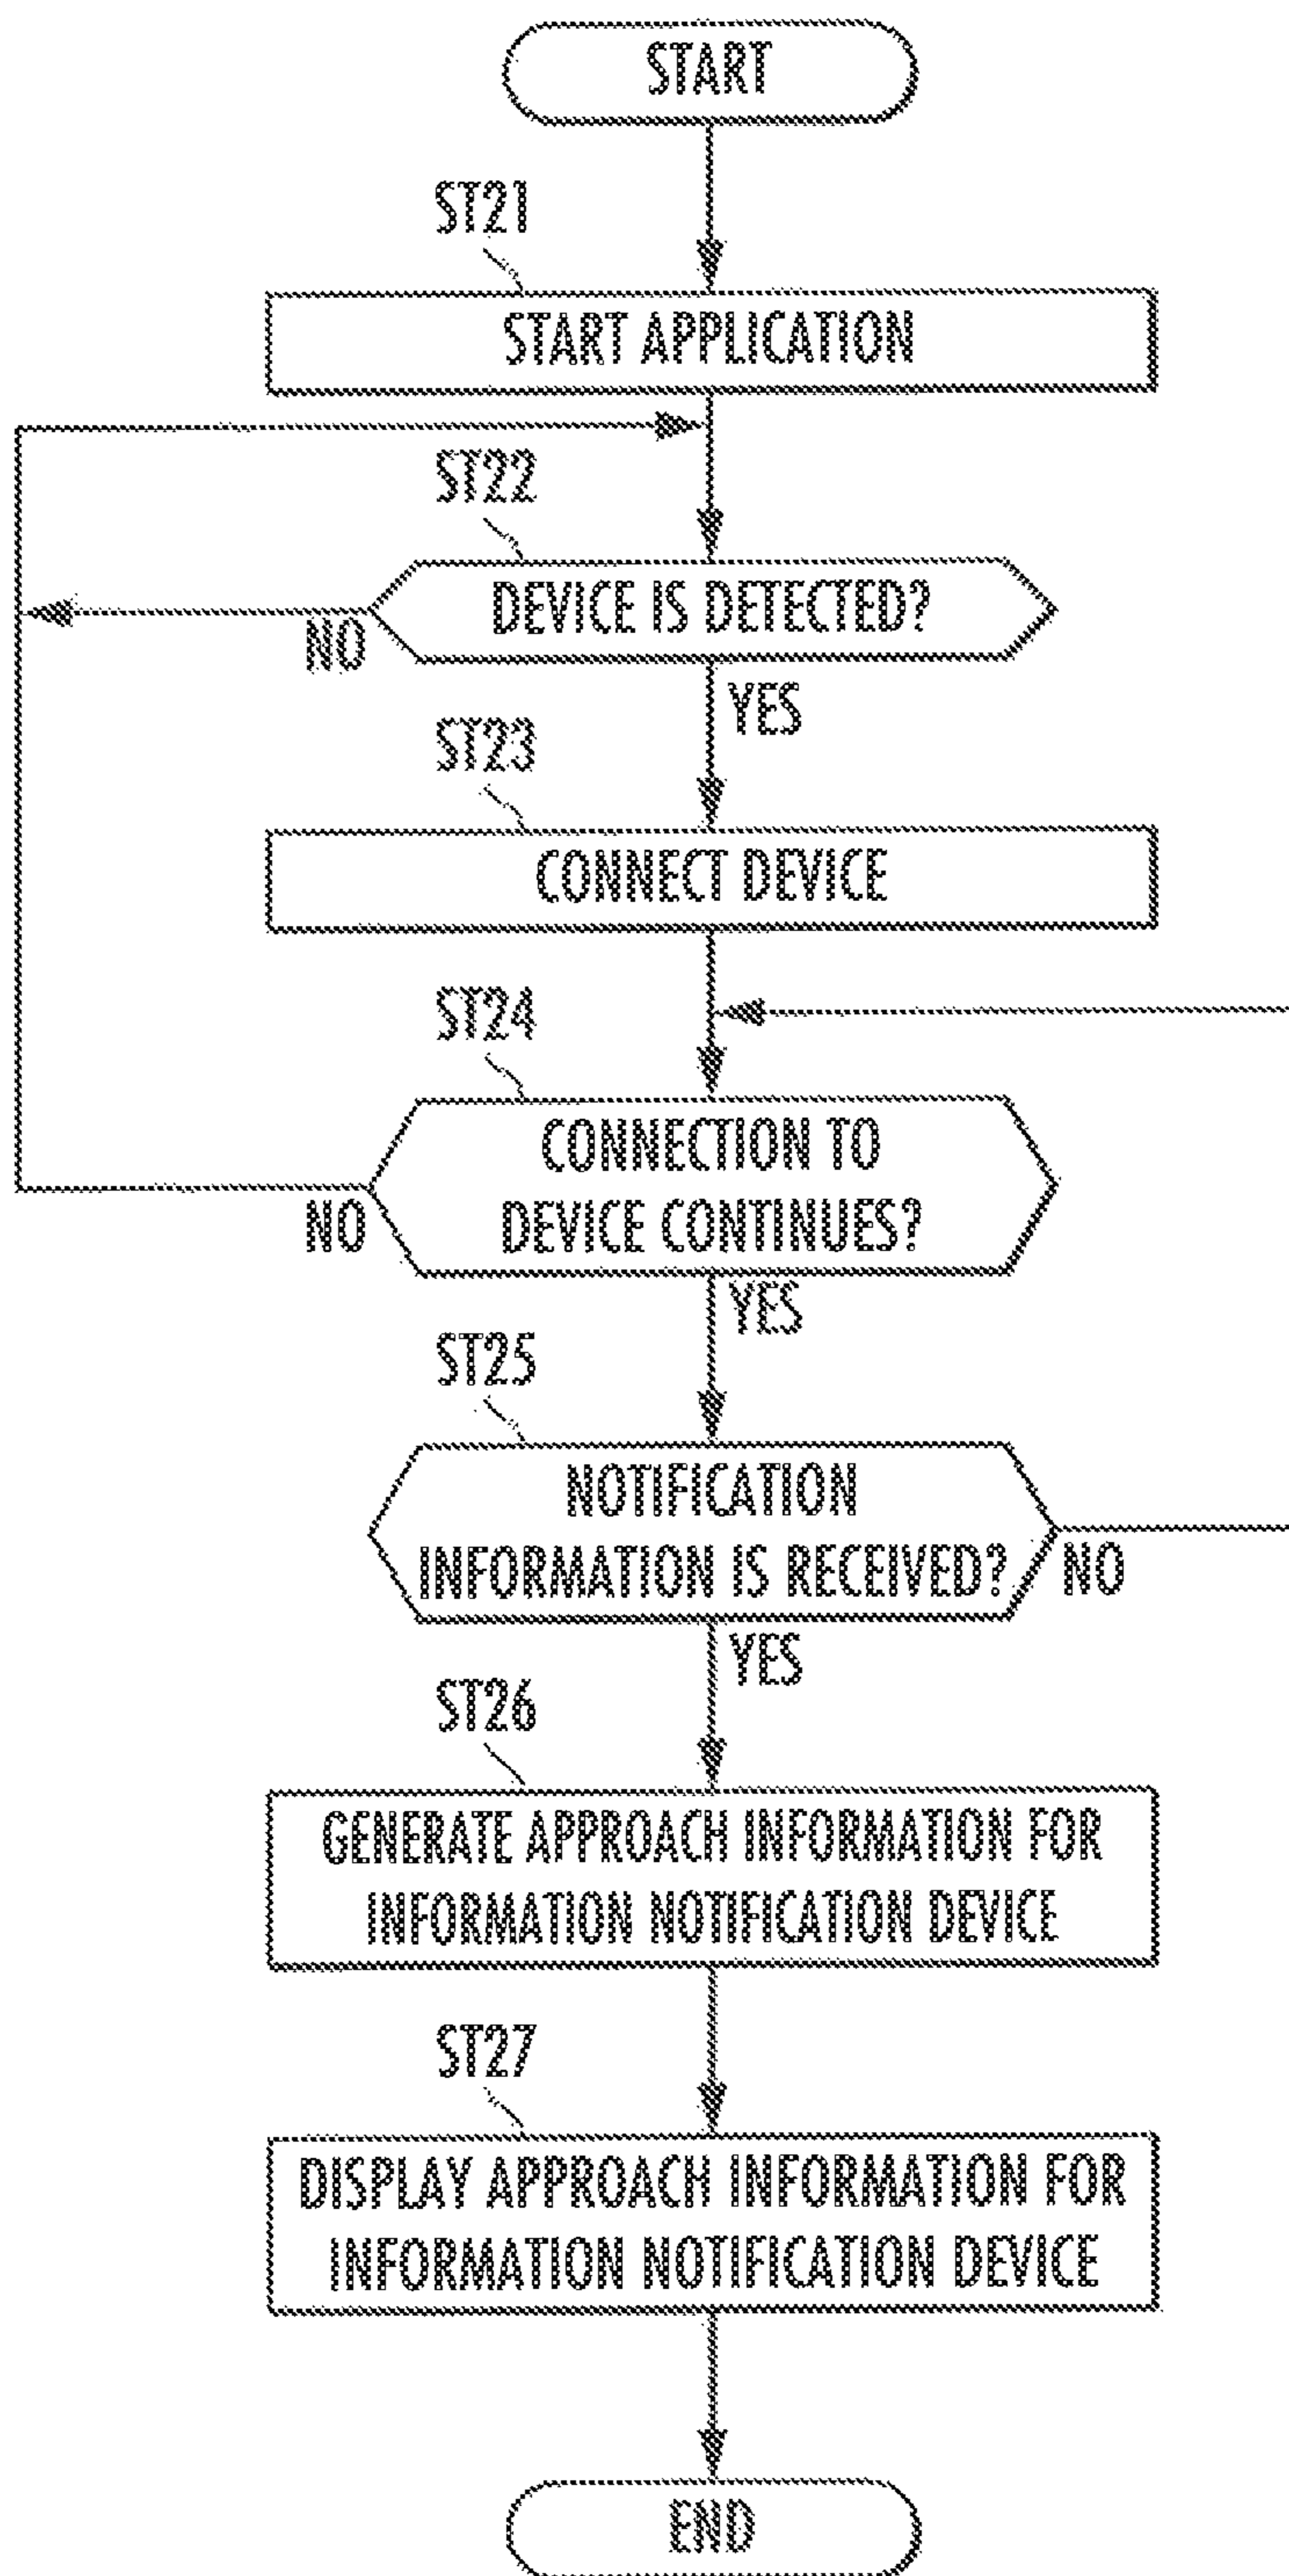 START
ST21
START APPLICATION
ST22
DEVICE IS DETECTED?
NO
YES
ST23
CONNECT DEVICE
ST24
CONNECTION TO
DEVICE CONTINUES?
NO
YES
ST25
NOTIFICATION
INFORMATION IS RECEIVED?
NO
YES
ST26
GENERATE APPROACH INFORMATION FOR
INFORMATION NOTIFICATION DEVICE
ST27
DISPLAY APPROACH INFORMATION FOR
INFORMATION NOTIFICATION DEVICE
END